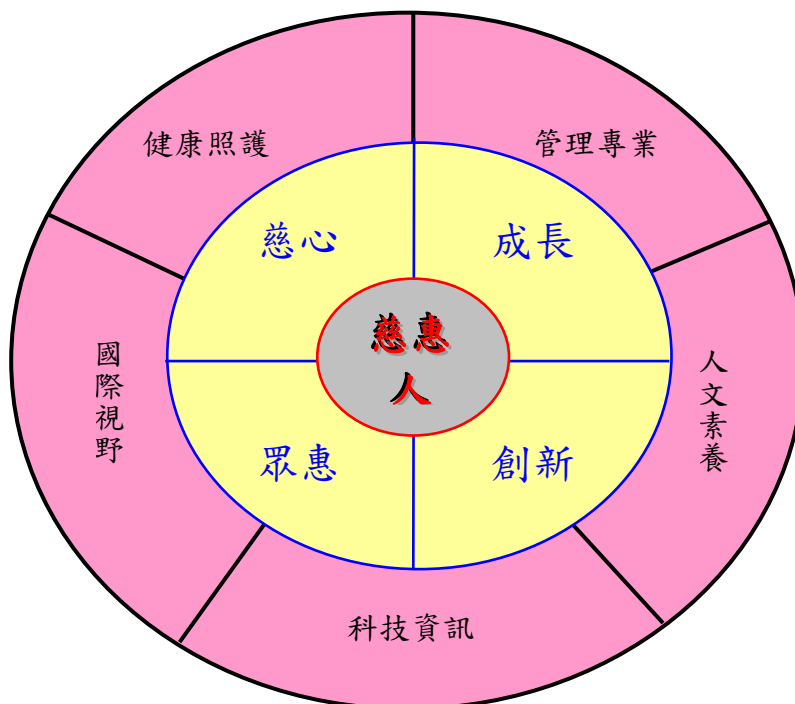 健康照護
管理專業
慈心
成長
慈惠
人
國際視野
人文素養
眾惠
創新
科技資訊